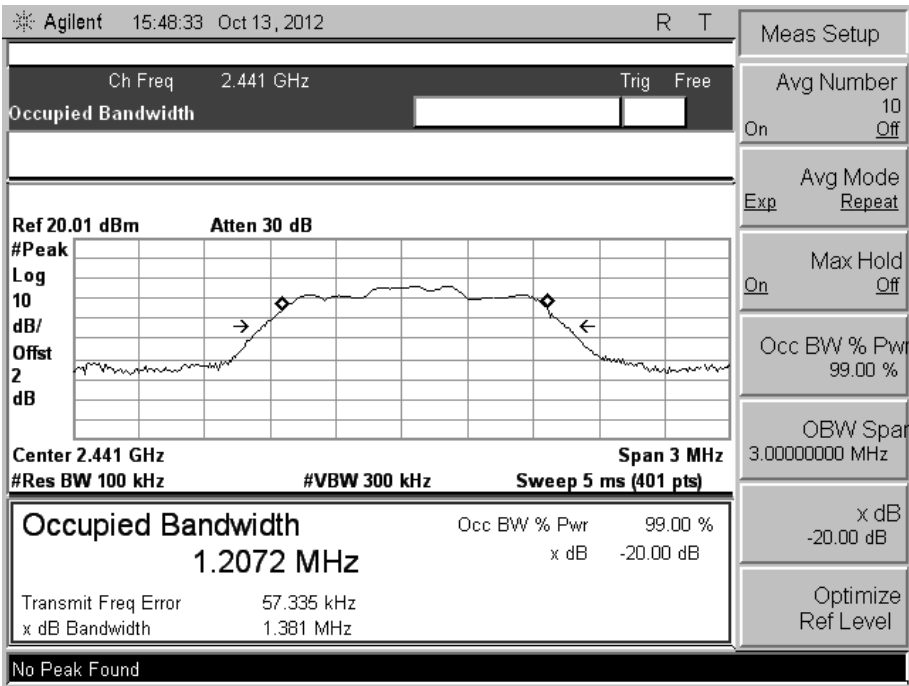 Agilent 15:48:33 Oct 13, 2012 R T
Ch Freq 2.441 GHz Trig Free
Occupied Bandwidth
Ref 20.01 dBm Atten 30 dB
#Peak
Log
10
dB/
Offst
2
dB
Center 2.441 GHz Span 3 MHz
#Res BW 100 kHz #VBW 300 kHz Sweep 5 ms (401 pts)
Occupied Bandwidth Occ BW % Pwr 99.00 %
1.2072 MHz x dB -20.00 dB
Transmit Freq Error 57.335 kHz
x dB Bandwidth 1.381 MHz
No Peak Found
Meas Setup
Avg Number
10
On Off
Avg Mode
Exp Repeat
Max Hold
On Off
Occ BW % Pwr
99.00 %
OBW Span
3.00000000 MHz
x dB
-20.00 dB
Optimize
Ref Level